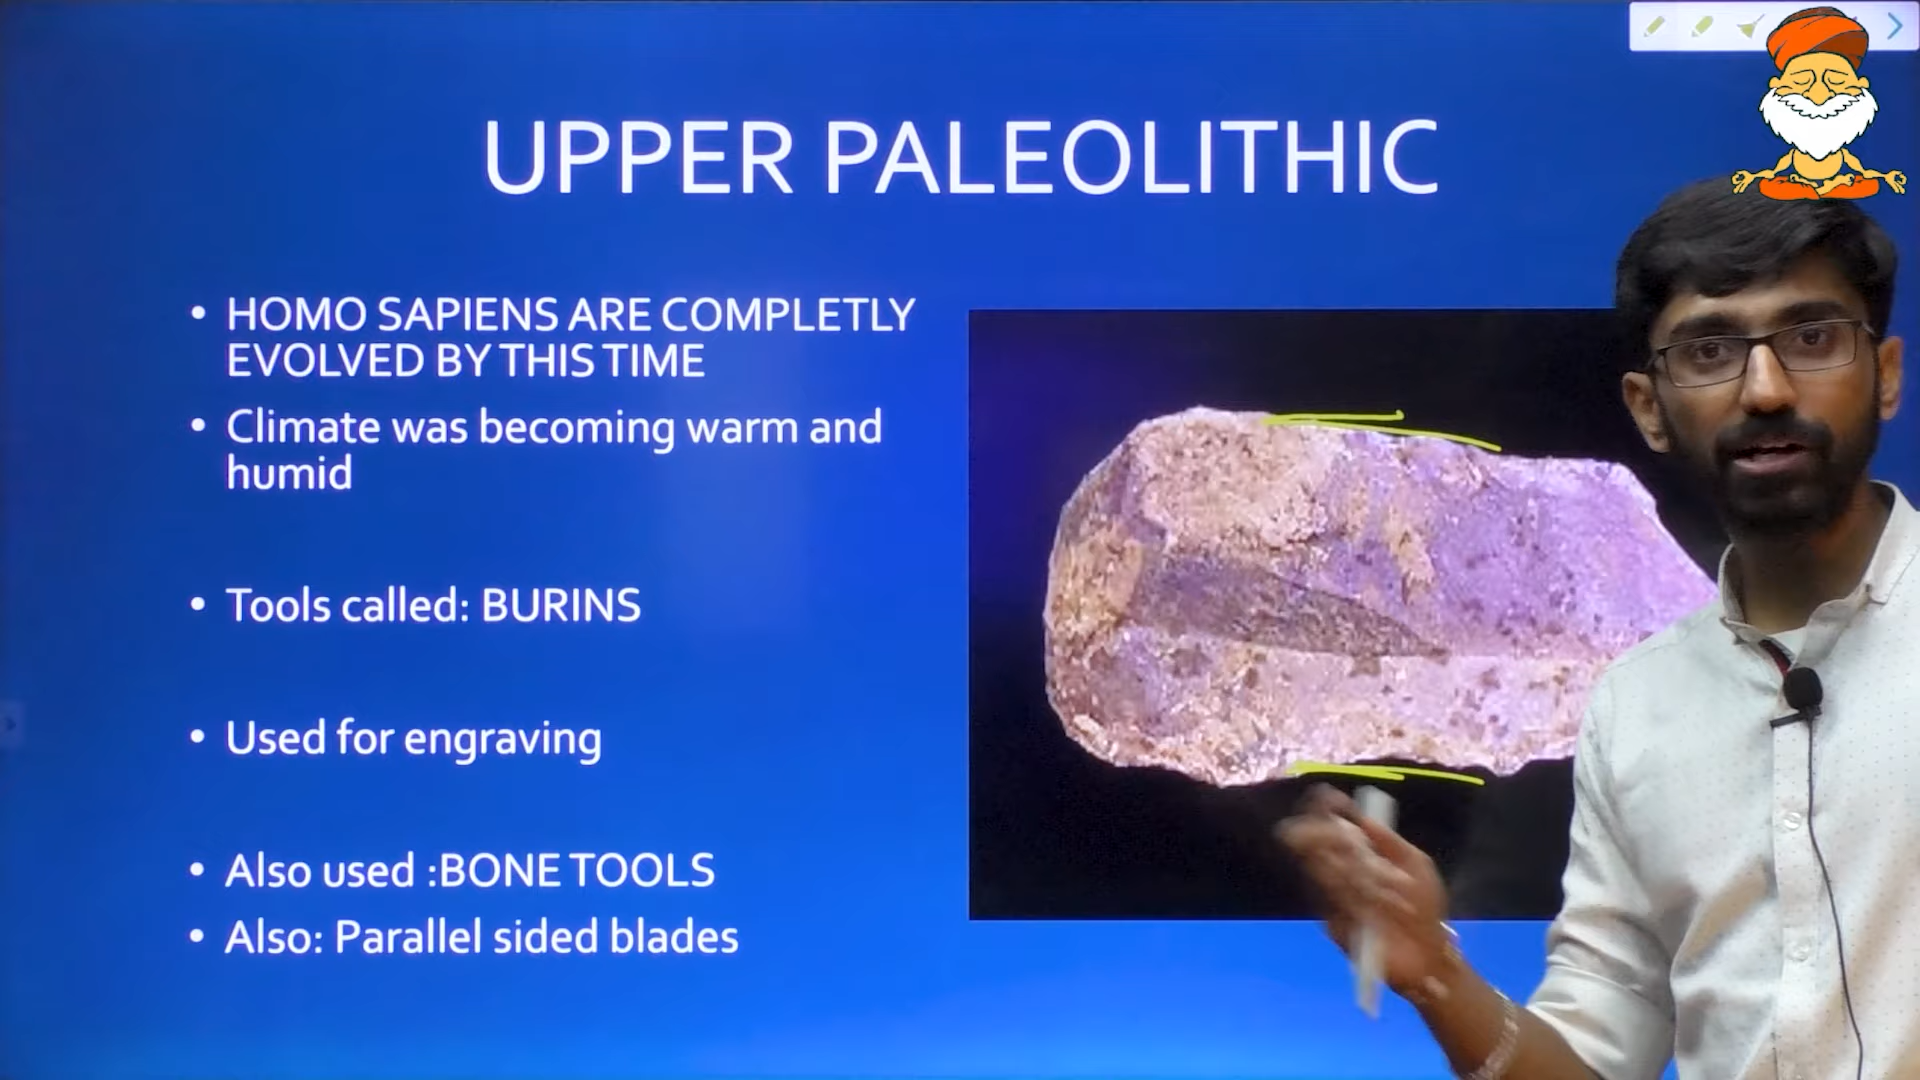 UPPER PALEOLITHIC
• HOMO SAPIENS ARE COMPLETLY
EVOLVED BY THIS TIME
• Climate was becoming warm and
humid
• Tools called: BURINS
• Used for engraving
• Also used :BONE TOOLS
• Also: Parallel sided blades